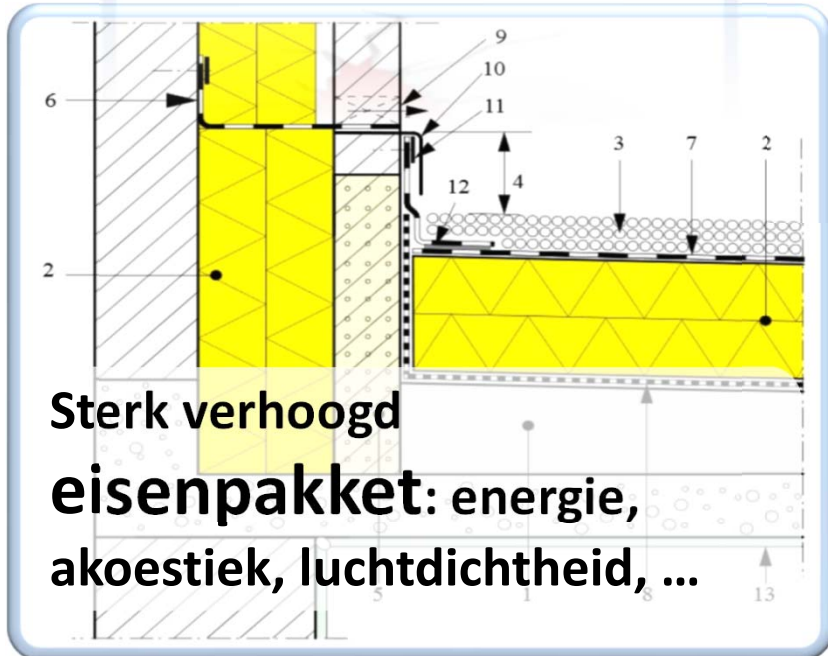 9
10
6
11
3 7 2
12 4
2
Sterk verhoogd
eisenpakket: energie,
akoestiek, luchtdichtheid, ...
5 1 8 13